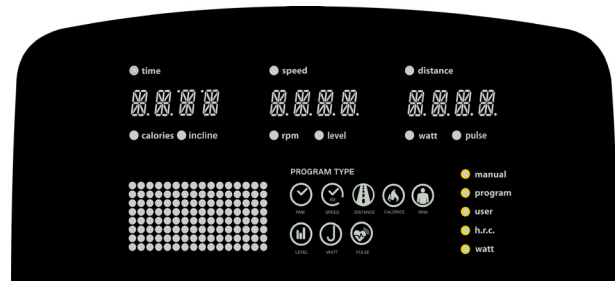 time speed distance
calories incline rpm level watt pulse
PROGRAM TYPE
manual
program
user
h.r.c.
watt
TIME SPEED DISTANCE CALORIES RPM
LEVEL WATT PULSE